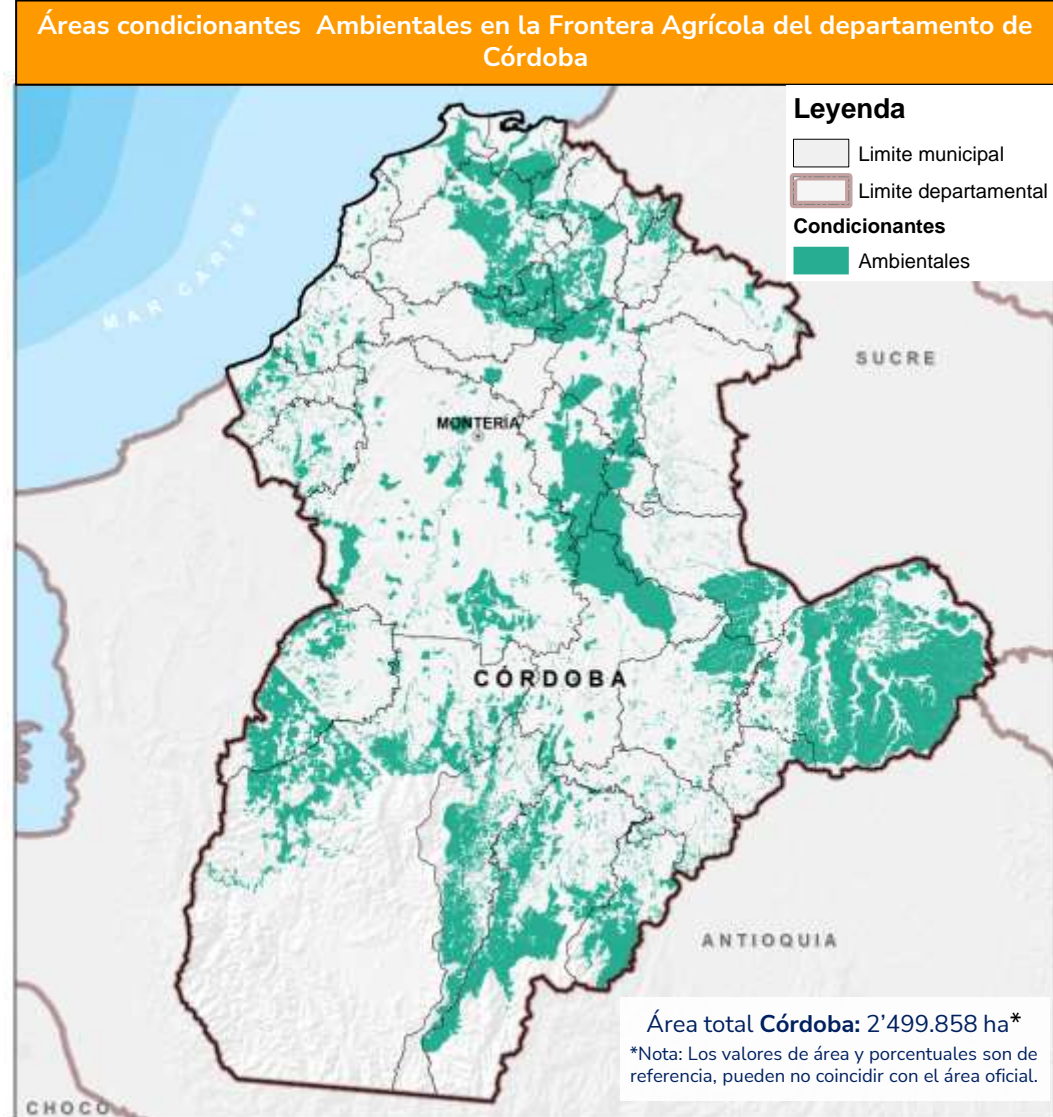 Áreas condicionantes  Ambientales en la Frontera Agrícola del departamento de
Córdoba
Leyenda
Limite municipal
Limite departamental
Condicionantes
Ambientales
MAR CARIBE
SUCRE
MONTERÍA
CÓRDOBA
ANTIOQUIA
Área total Córdoba: 2’499.858 ha*
*Nota: Los valores de área y porcentuales son de
referencia, pueden no coincidir con el área oficial.
CHOCÓ